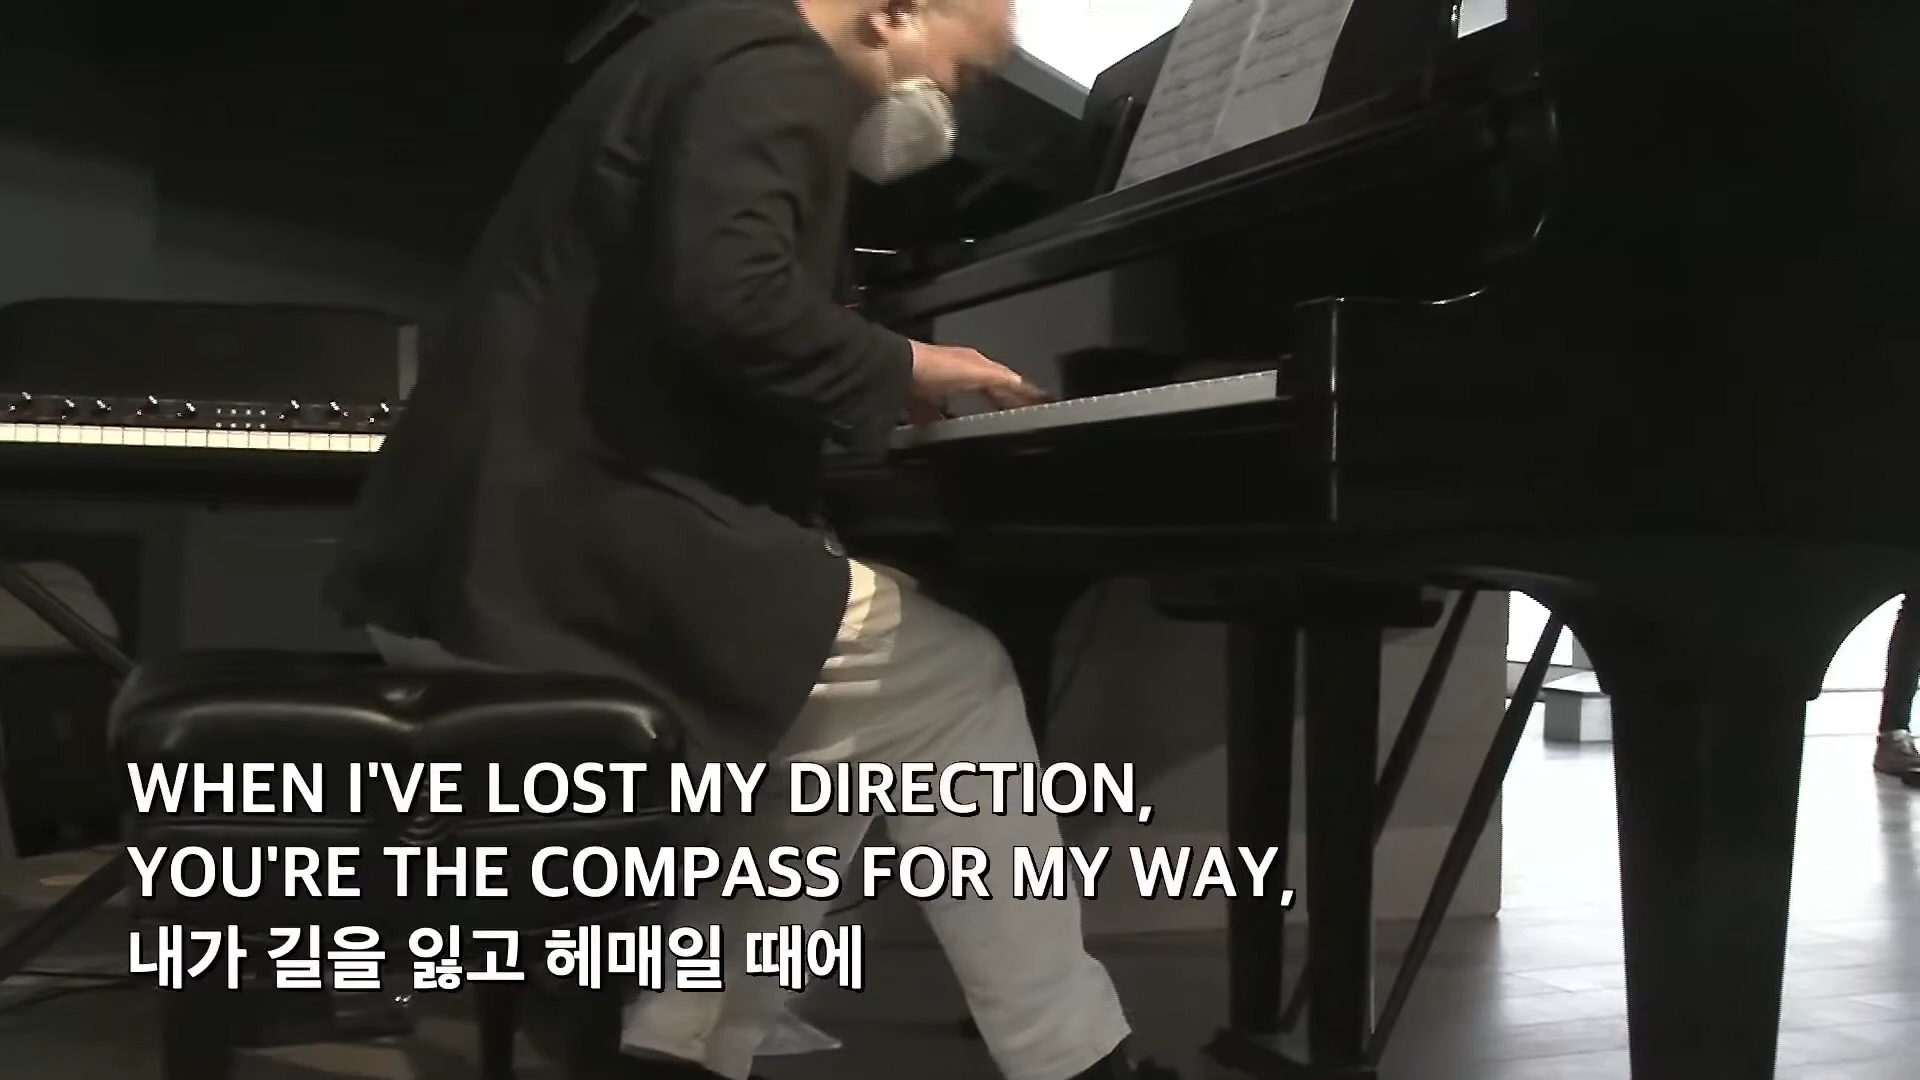 WHEN I'VE LOST MY DIRECTION,
YOU'RE THE COMPASS FOR MY WAY,
내가 길을 잃고 헤매일 때에